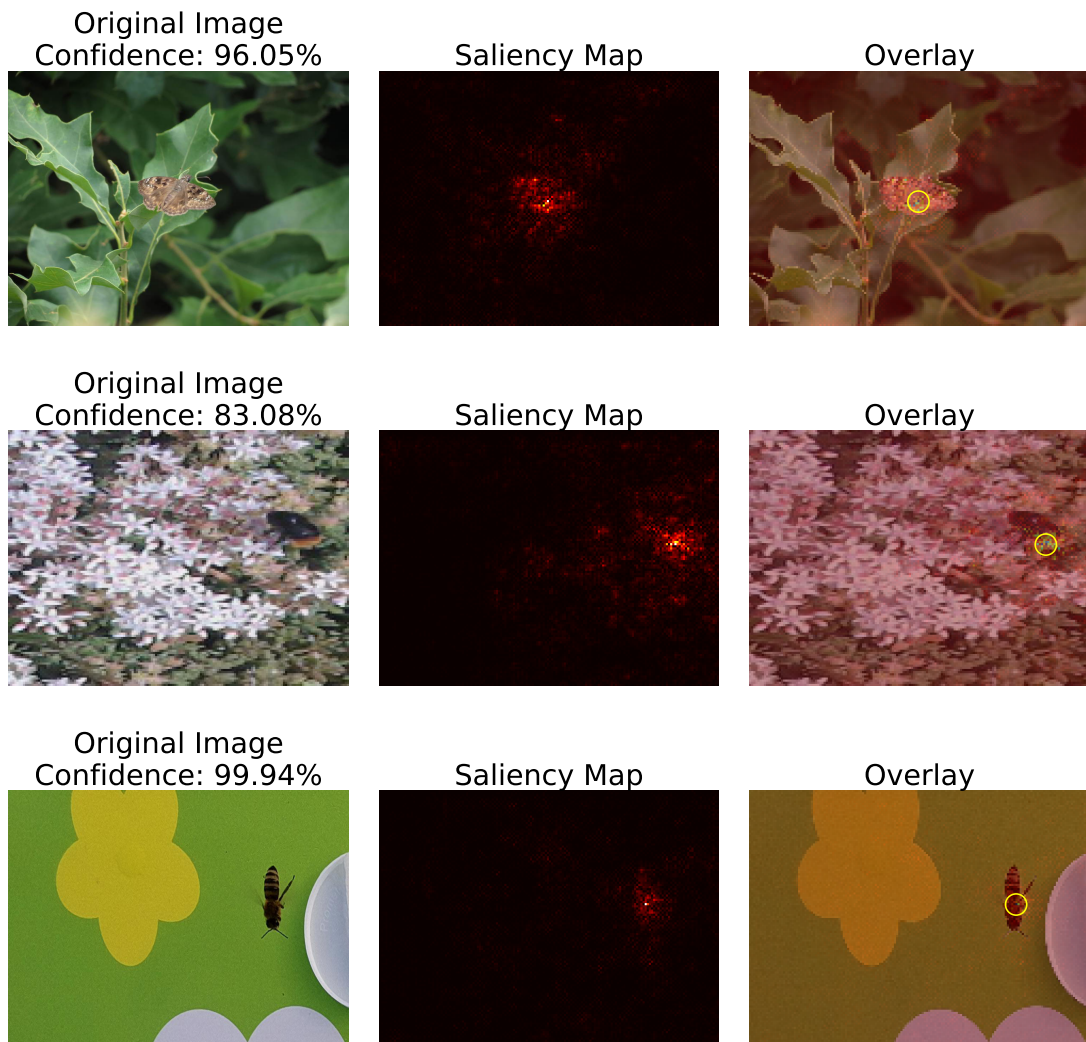 Original Image
Confidence: 96.05%
Saliency Map
Overlay
Original Image
Confidence: 83.08%
Saliency Map
Overlay
Original Image
Confidence: 99.94%
Saliency Map
Overlay